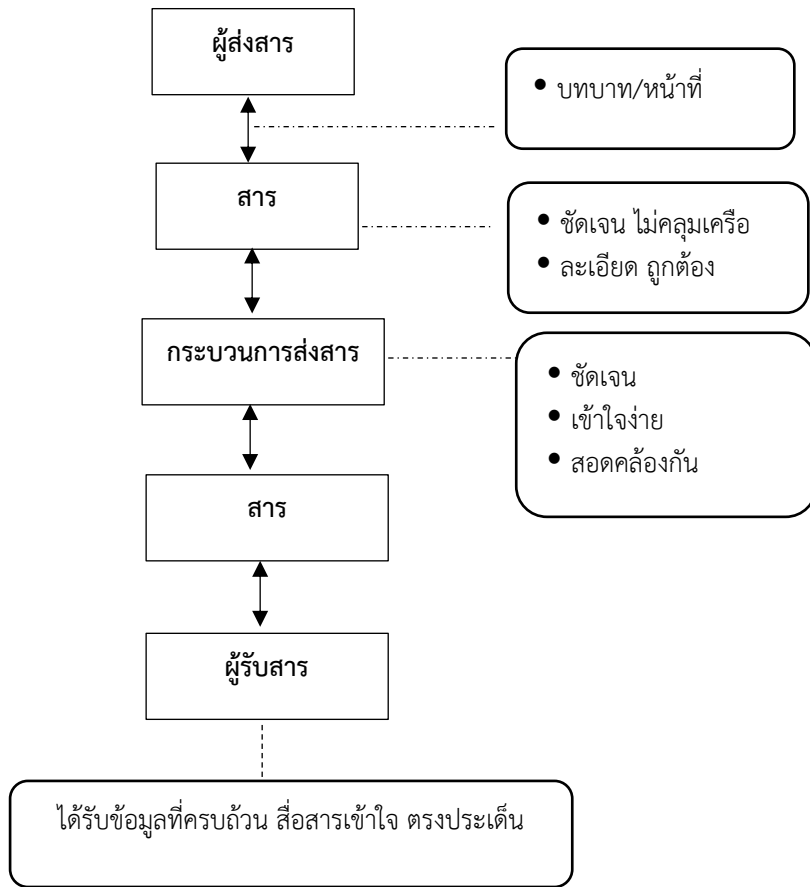 ผู้ส่งสาร
• บทบาท/หน้าที่
สาร
• ชัดเจน ไม่คลุมเครือ
• ละเอียด ถูกต้อง
กระบวนการส่งสาร
• ชัดเจน
• เข้าใจง่าย
• สอดคล้องกัน
สาร
ผู้รับสาร
ได้รับข้อมูลที่ครบถ้วน สื่อสารเข้าใจ ตรงประเด็น